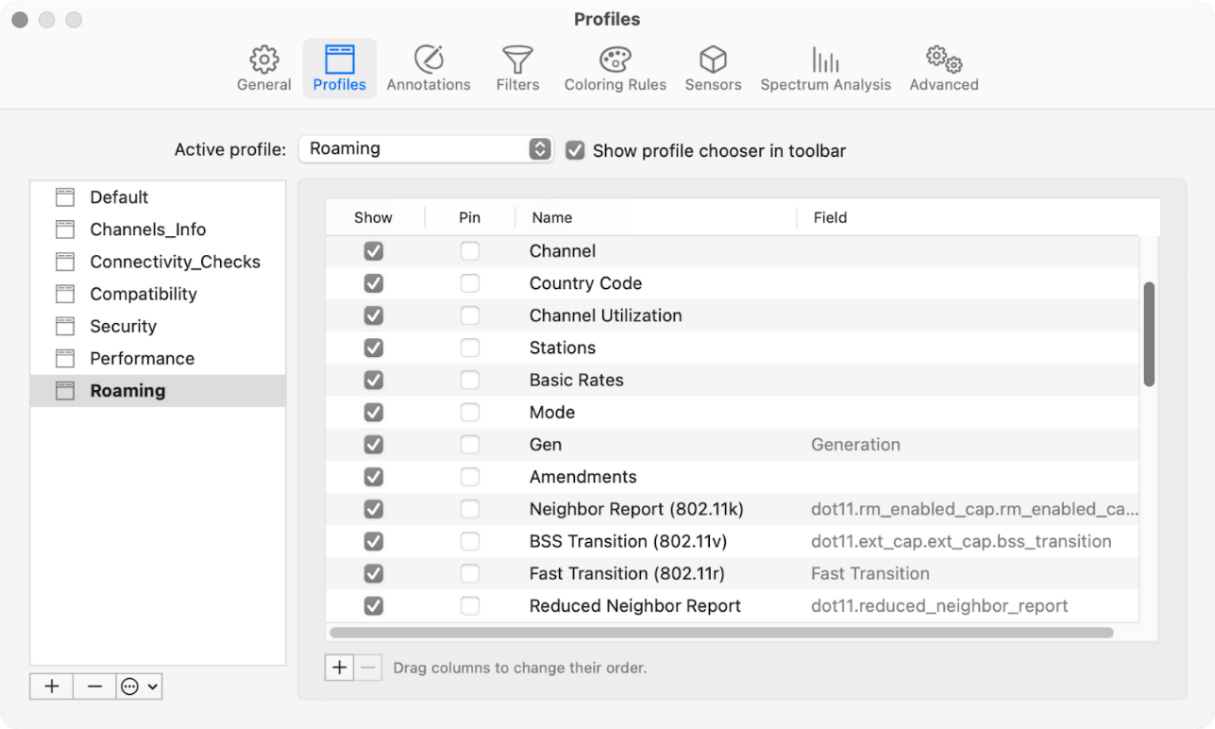 Profiles
General Profiles Annotations Filters Coloring Rules Sensors Spectrum Analysis Advanced
Active profile: Roaming Show profile chooser in toolbar
Default
Channels_Info
Connectivity_Checks
Compatibility
Security
Performance
Roaming
Show Pin Name Field
Channel
Country Code
Channel Utilization
Stations
Basic Rates
Mode
Gen Generation
Amendments
Neighbor Report (802.11k) dot11.rm_enabled_cap.rm_enabled_ca...
BSS Transition (802.11v) dot11.ext_cap.ext_cap.bss_transition
Fast Transition (802.11r) Fast Transition
Reduced Neighbor Report dot11.reduced_neighbor_report
Drag columns to change their order.